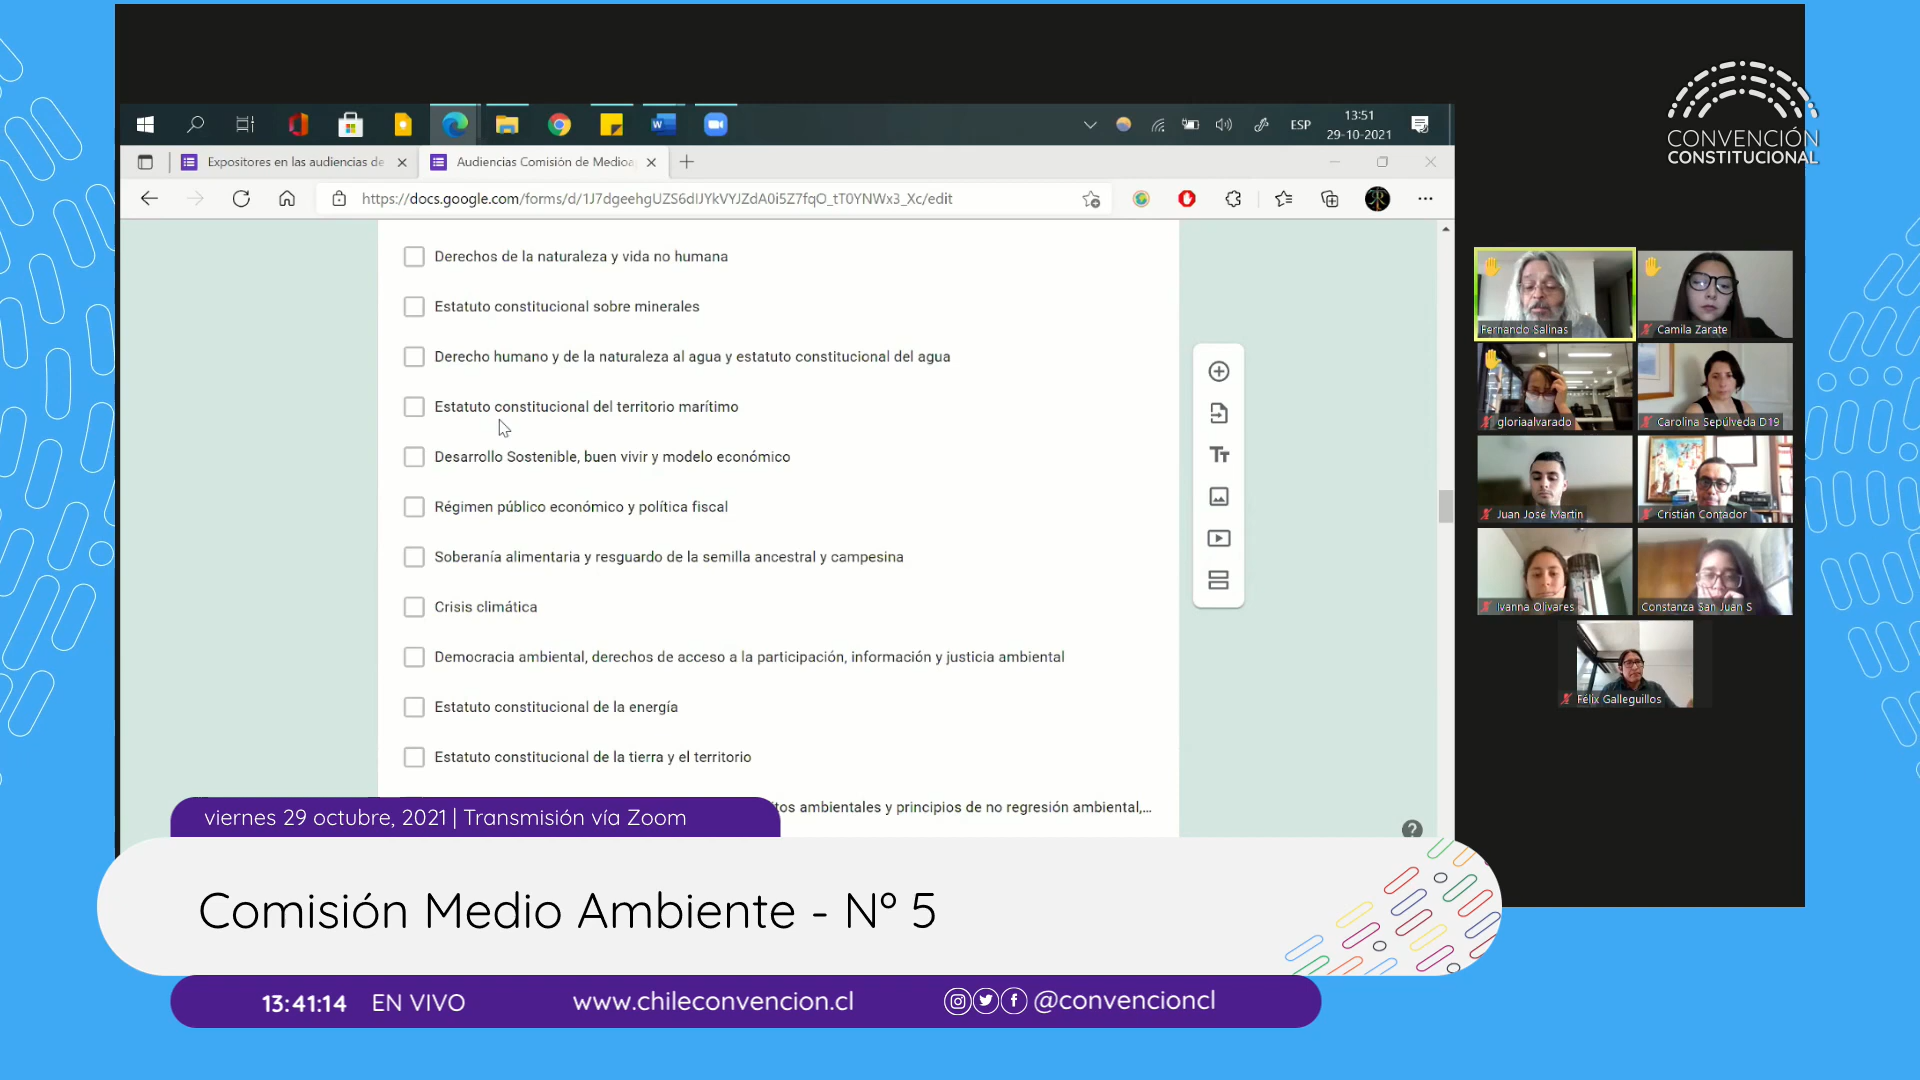 CONVENCIÓN
CONSTITUCIONAL
ESP
13:51
29-10-2021
Expositores en las audiencias de
Audiencias Comisión de Medioa
https://docs.google.com/forms/d/1J7dgeehgUZS6dIJYkVYJZdA0i5Z7fqO_tT0YNWx3_Xc/edit
Derechos de la naturaleza y vida no humana
Estatuto constitucional sobre minerales
Derecho humano y de la naturaleza al agua y estatuto constitucional del agua
Estatuto constitucional del territorio marítimo
Desarrollo Sostenible, buen vivir y modelo económico
Régimen público económico y política fiscal
Soberanía alimentaria y resguardo de la semilla ancestral y campesina
Crisis climática
Democracia ambiental, derechos de acceso a la participación, información y justicia ambiental
Estatuto constitucional de la energía
Estatuto constitucional de la tierra y el territorio
tos ambientales y principios de no regresión ambiental,...
Tт
Fernando Salinas
Camila Zarate
gloriaalvarado
Carolina Sepúlveda D19
Juan José Martin
Cristián Contador
Ivanna Olivares
Constanza San Juan S
Félix Galleguillos
viernes 29 octubre, 2021 | Transmisión vía Zoom
Comisión Medio Ambiente - Nº 5
13:41:14 EN VIVO www.chileconvencion.cl @convencioncl